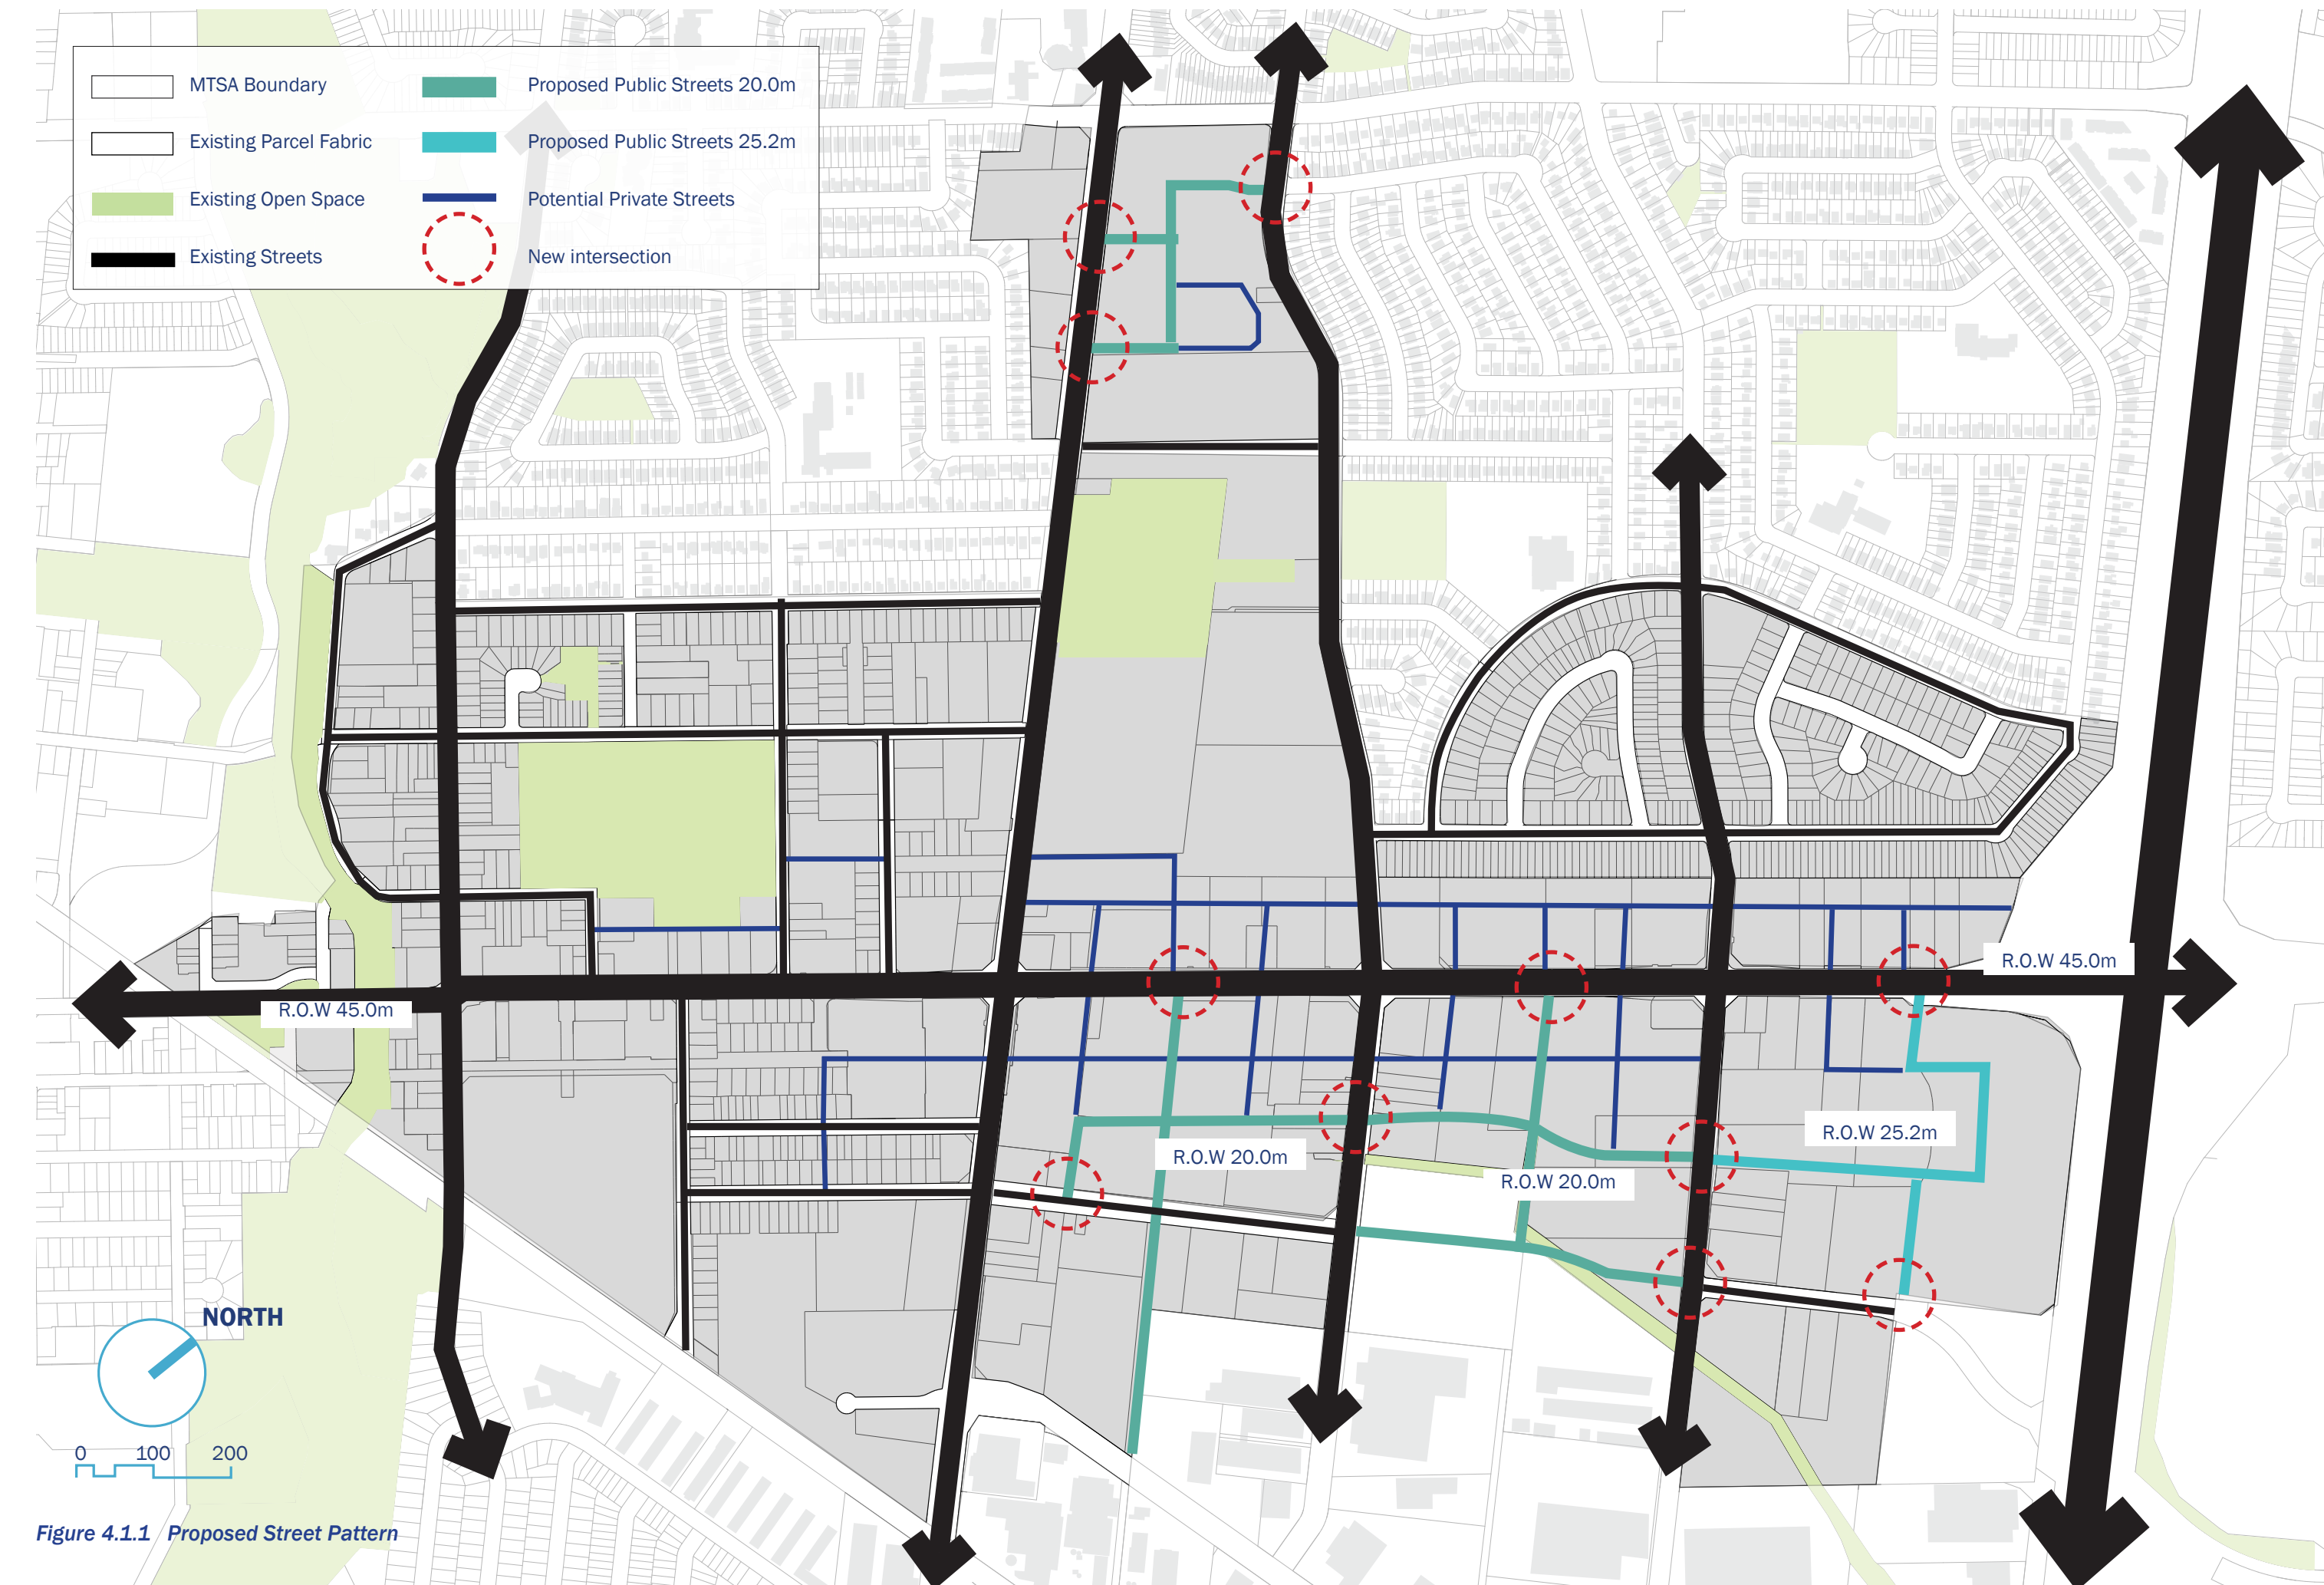 MTSA Boundary
Proposed Public Streets 20.0m
Existing Parcel Fabric
Proposed Public Streets 25.2m
Existing Open Space
Potential Private Streets
Existing Streets
New intersection
R.O.W 45.0m
R.O.W 45.0m
R.O.W 25.2m
R.O.W 20.0m
R.O.W 20.0m
NORTH
0 100 200
Figure 4.1.1 Proposed Street Pattern